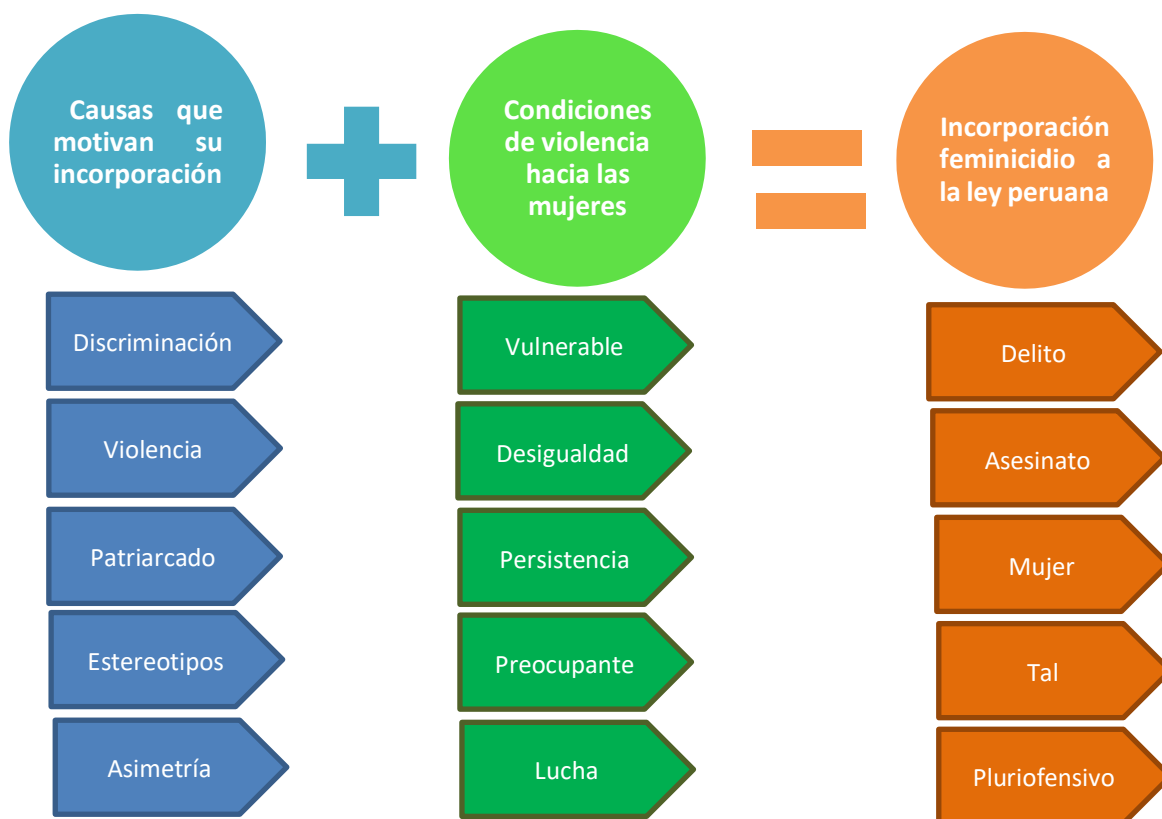 Causas que
motivan su
incorporación
Condiciones
de violencia
hacia las
mujeres
Incorporación
feminicidio a
la ley peruana
Discriminación
Violencia
Patriarcado
Estereotipos
Asimetría
Vulnerable
Desigualdad
Persistencia
Preocupante
Lucha
Delito
Asesinato
Mujer
Tal
Pluriofensivo